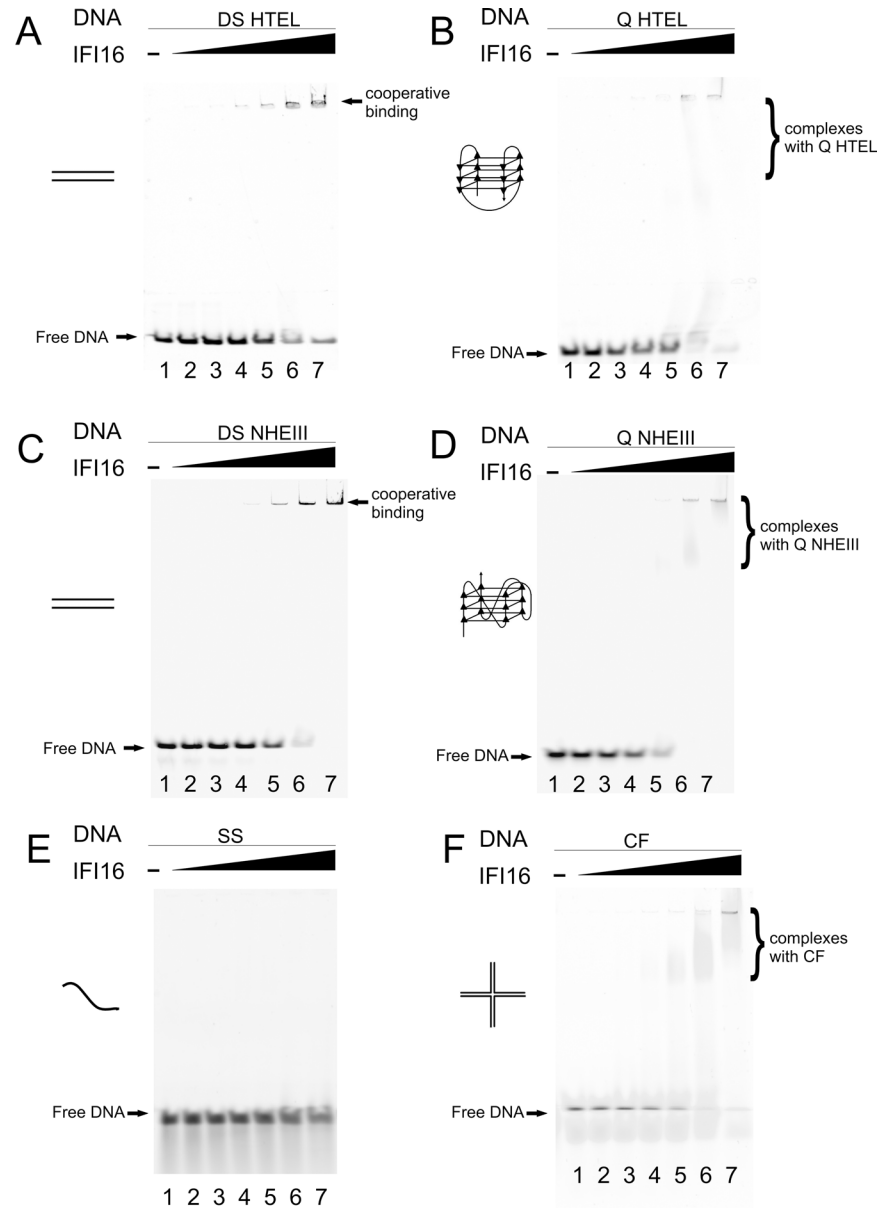 A
DNA
DS HTEL
IFI16
–
cooperative
binding
Free DNA
1 2 3 4 5 6 7
B
DNA
Q HTEL
IFI16
–
complexes
with Q HTEL
Free DNA
1 2 3 4 5 6 7
C
DNA
DS NHEIII
IFI16
–
cooperative
binding
Free DNA
1 2 3 4 5 6 7
D
DNA
Q NHEIII
IFI16
–
complexes
with Q NHEIII
Free DNA
1 2 3 4 5 6 7
E
DNA
SS
IFI16
–
Free DNA
1 2 3 4 5 6 7
F
DNA
CF
IFI16
–
complexes
with CF
Free DNA
1 2 3 4 5 6 7